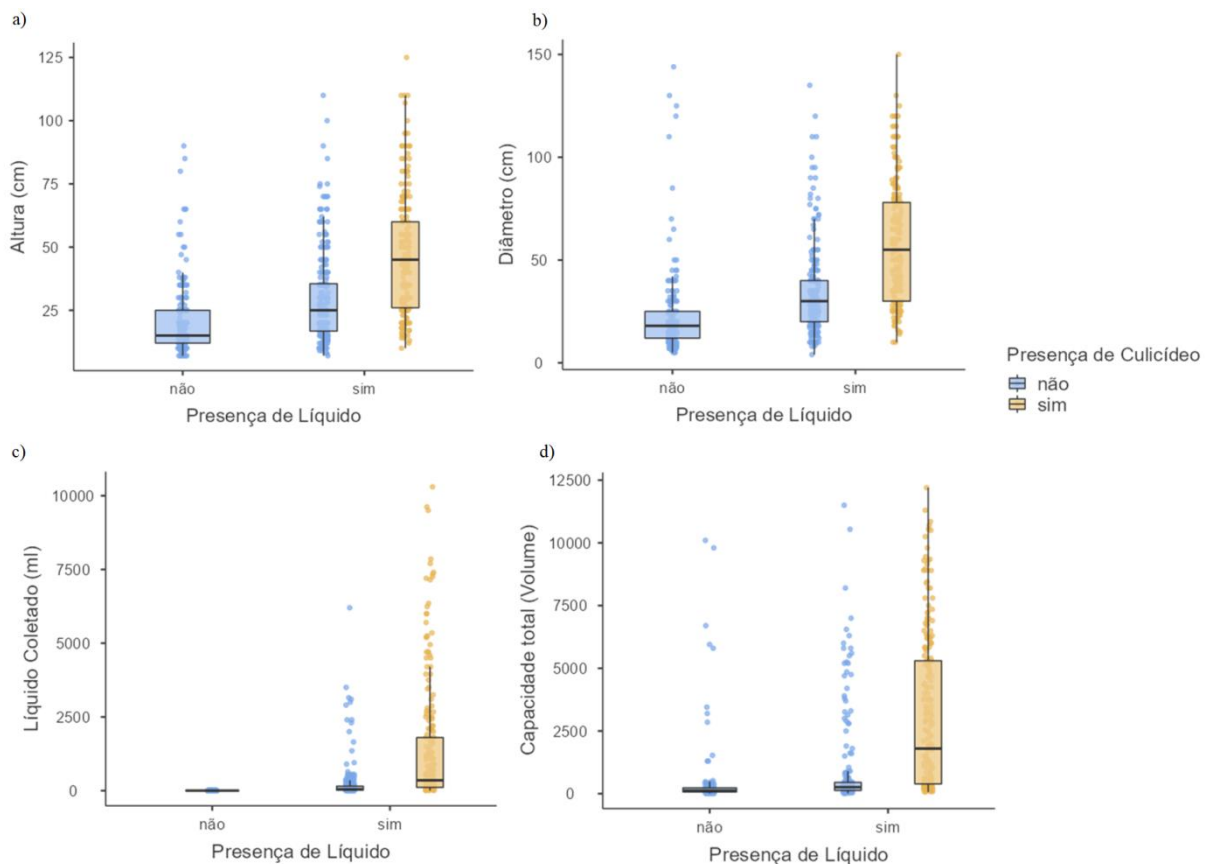 a)
125
100
75
50
25
Altura (cm)
não
sim
Presença de Líquido
b)
150
100
50
0
Diâmetro (cm)
não
sim
Presença de Líquido
Presença de Culicídeo
não
sim
c)
10000
7500
5000
2500
0
Líquido Coletado (ml)
não
sim
Presença de Líquido
d)
12500
10000
7500
5000
2500
0
Capacidade total (Volume)
não
sim
Presença de Líquido